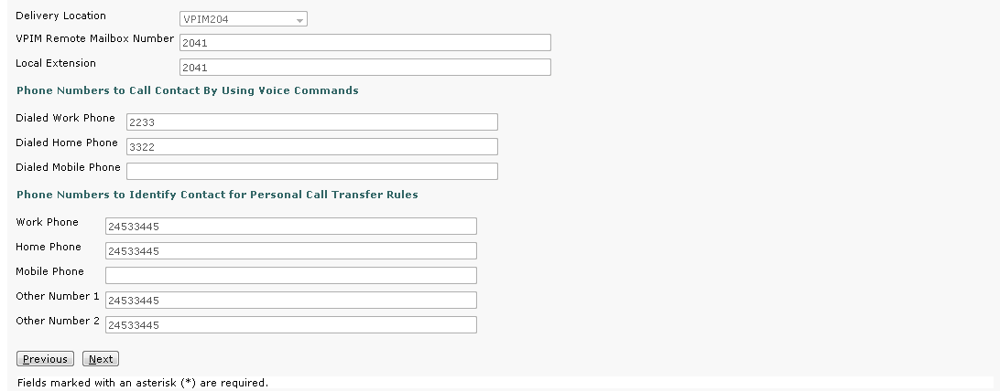 Delivery Location VPIM204
VPIM Remote Mailbox Number 2041
Local Extension 2041
Phone Numbers to Call Contact By Using Voice Commands
Dialed Work Phone 2233
Dialed Home Phone 3322
Dialed Mobile Phone
Phone Numbers to Identify Contact for Personal Call Transfer Rules
Work Phone 24533445
Home Phone 24533445
Mobile Phone
Other Number 1 24533445
Other Number 2 24533445
Previous Next
Fields marked with an asterisk (*) are required.